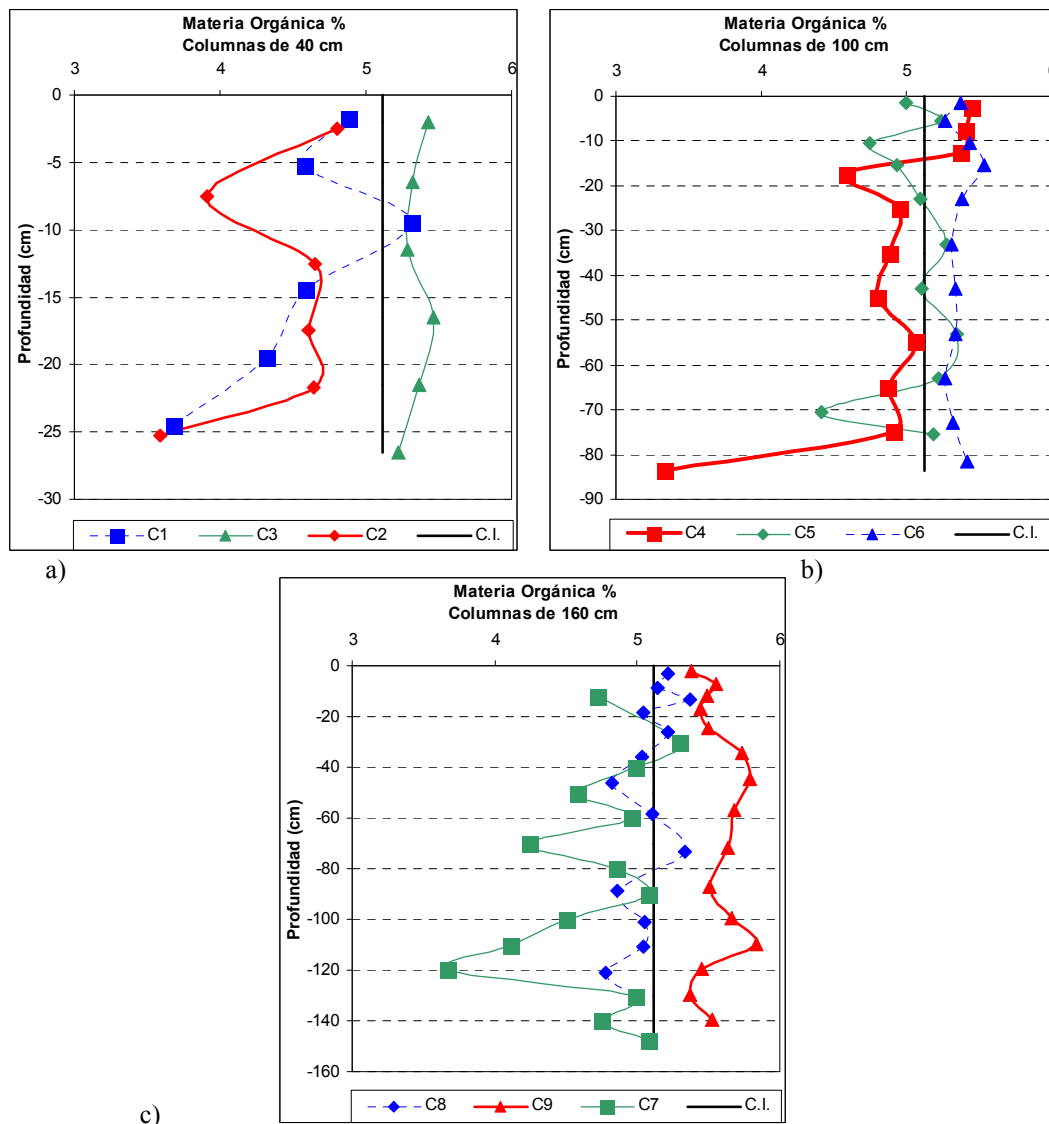 Materia Orgánica %
Columnas de 40 cm
3 4 5 6
0
-5
-10
-15
-20
-25
-30
Profundidad (cm)
C1 C3 C2 C.I.
a)
Materia Orgánica %
Columnas de 100 cm
3 4 5 6
0
-10
-20
-30
-40
-50
-60
-70
-80
-90
Profundidad (cm)
C4 C5 C6 C.I.
b)
Materia Orgánica %
Columnas de 160 cm
3 4 5 6
0
-20
-40
-60
-80
-100
-120
-140
-160
Profundidad (cm)
C8 C9 C7 C.I.
c)